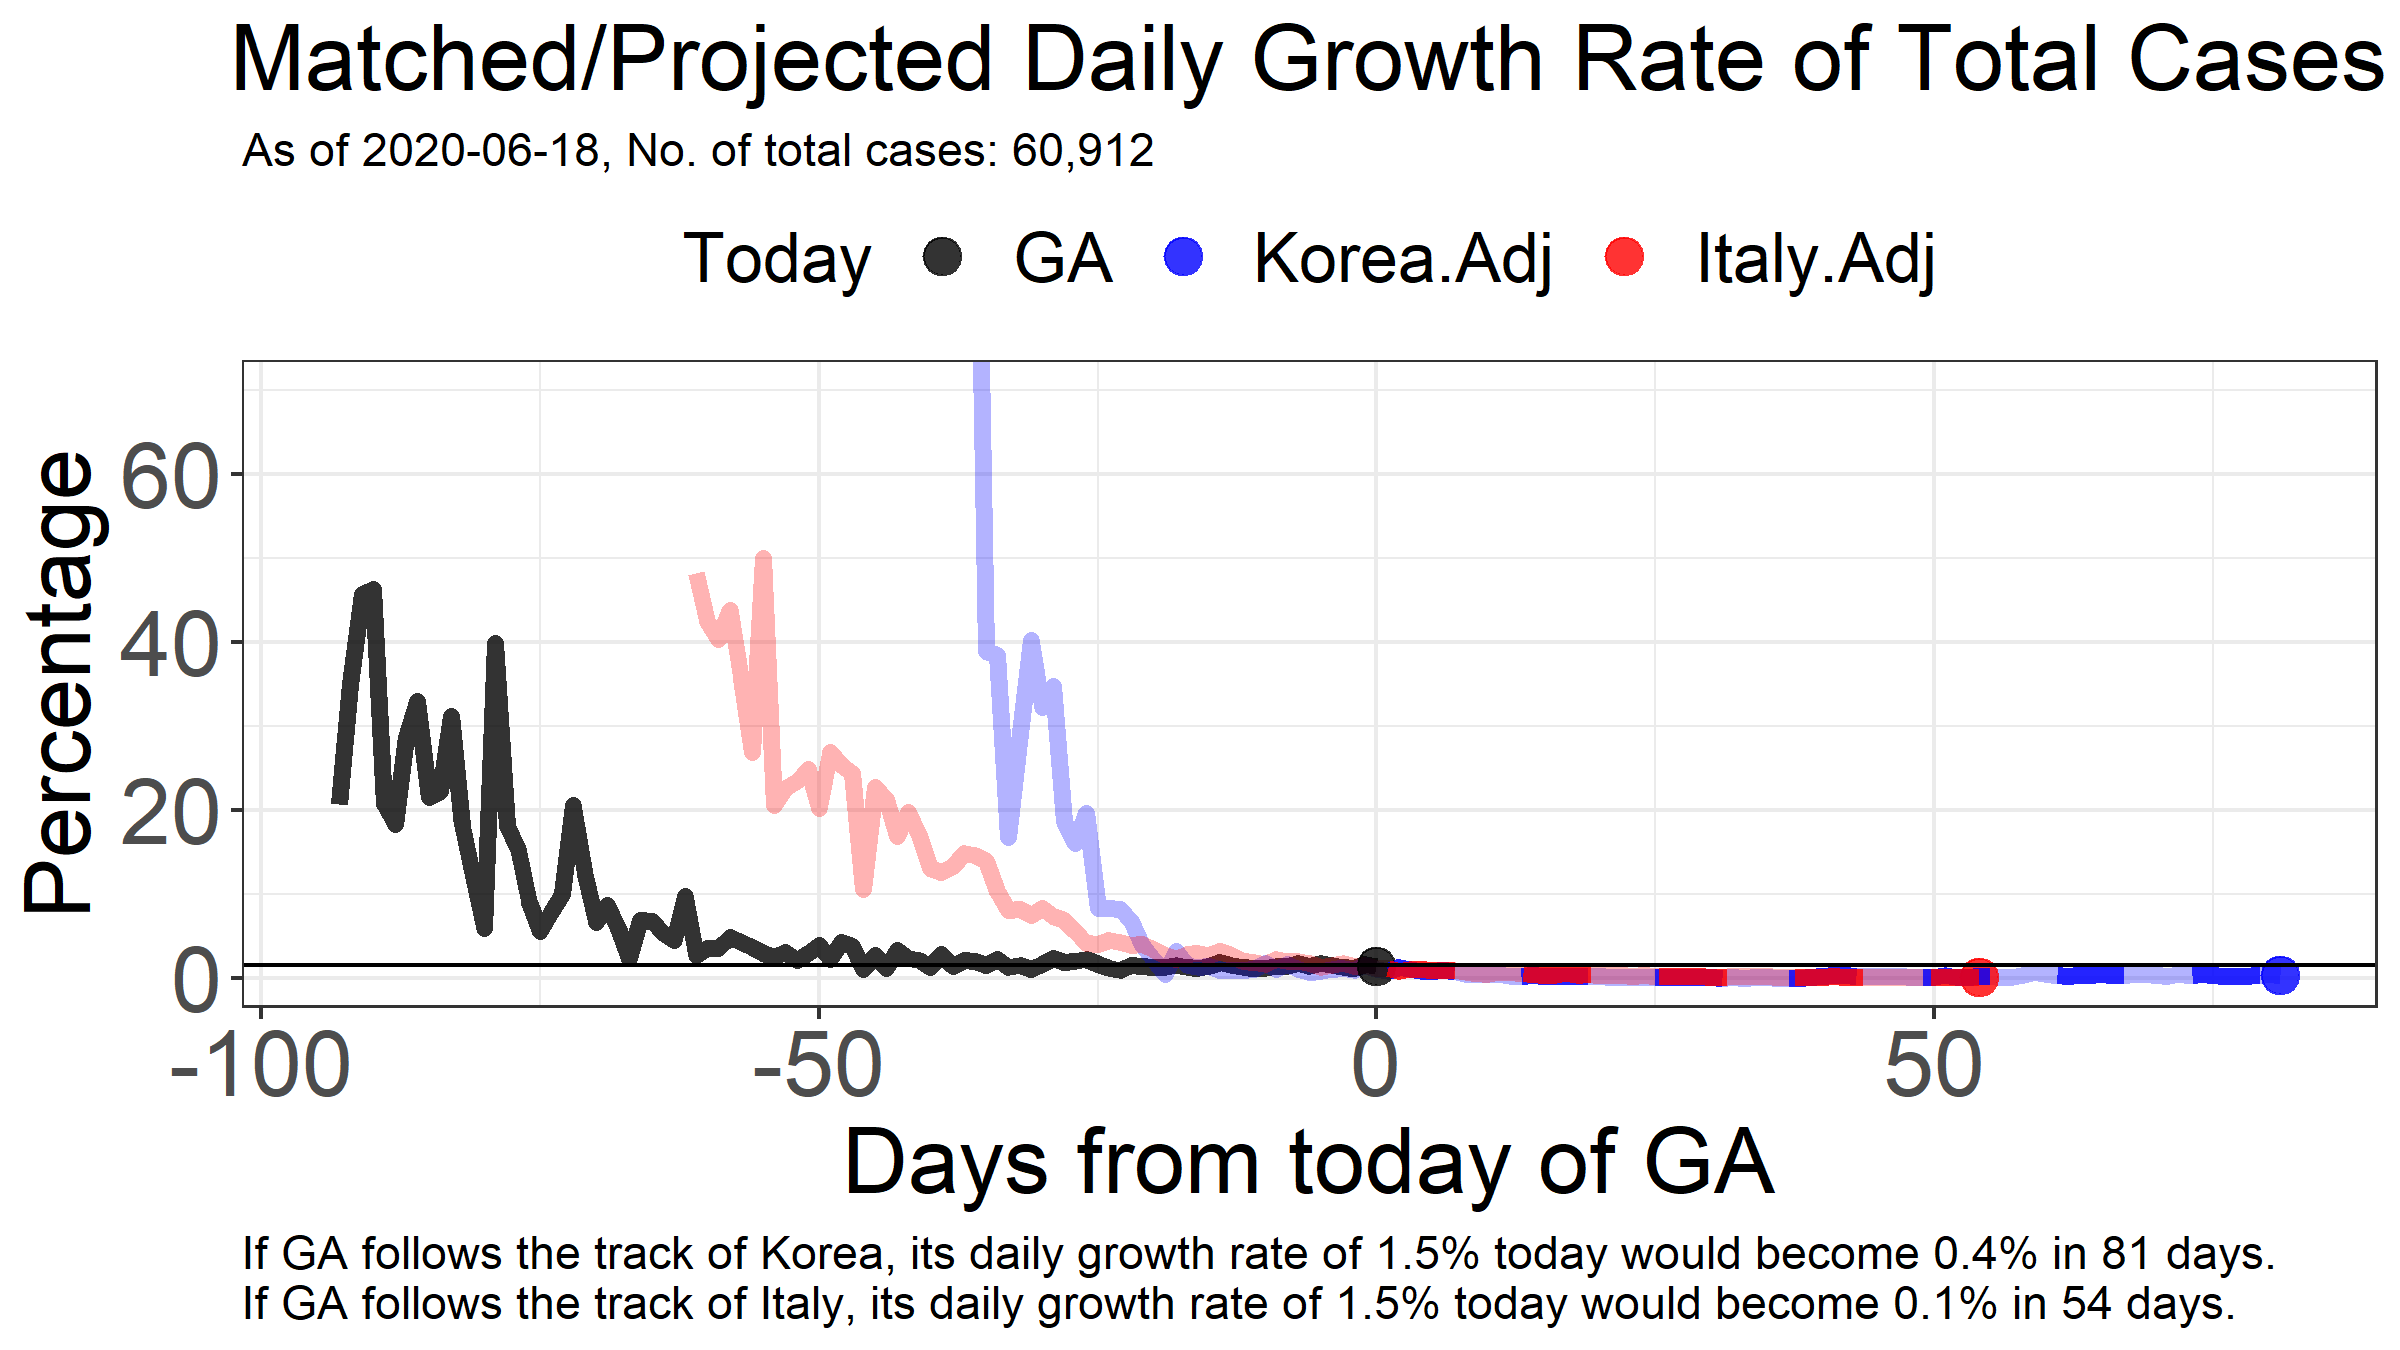 Matched/Projected Daily Growth Rate of Total Cases
As of 2020-06-18, No. of total cases: 60,912
Today GA Korea.Adj Italy.Adj
Percentage
60
40
20
0
-100 -50 0 50
Days from today of GA
If GA follows the track of Korea, its daily growth rate of 1.5% today would become 0.4% in 81 days.
If GA follows the track of Italy, its daily growth rate of 1.5% today would become 0.1% in 54 days.